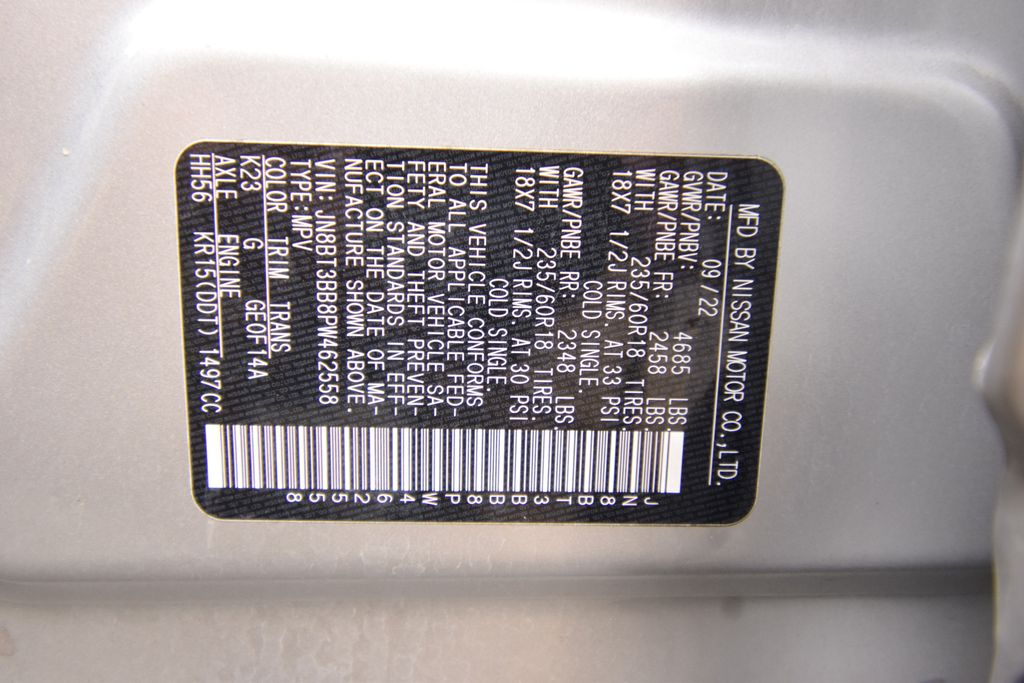 MFD BY NISSAN MOTOR CO.,LTD.
DATE: 09/22
GVWR/PNBV: 4685 LBS.
GAWR/PNBE FR: 2458 LBS.
WITH 235/60R18 TIRES,
18X7 1/2J RIMS. AT 33 PSI
COLD SINGLE.
GAWR/PNBE RR: 2348 LBS.
WITH 235/60R18 TIRES,
18X7 1/2J RIMS. AT 30 PSI
COLD SINGLE.
THIS VEHICLE CONFORMS
TO ALL APPLICABLE FED-
ERAL MOTOR VEHICLE SA-
FETY AND THEFT PREVEN-
TION STANDARDS IN EFF-
ECT ON THE DATE OF MA-
NUFACTURE SHOWN ABOVE.
VIN: JN8BT3BB8PW462558
TYPE:MPV
COLOR TRIM TRANS
K23 G GE0F14A
AXLE ENGINE
HH56 KR15(DDT) 1497CC
JN8BT3BB8PW462558